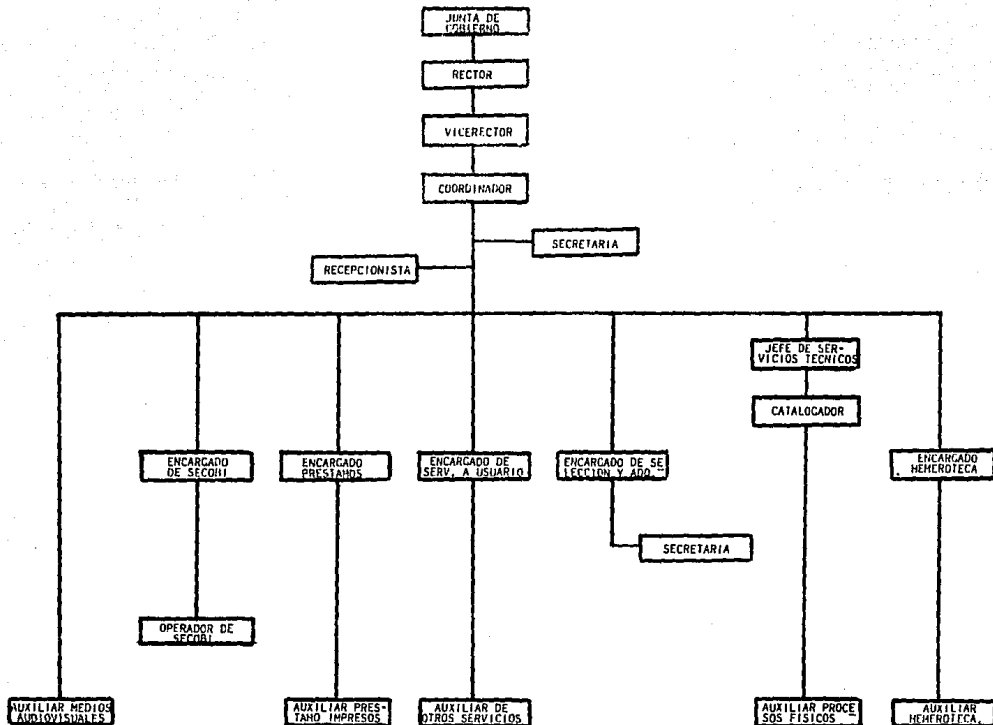 JUNTA DE
GOBIERNO
RECTOR
VICERECTOR
COORDINADOR
SECRETARIA
RECEPCIONISTA
JEFE DE SER-
VICIOS TECNICOS
CATALOGADOR
ENCARGADO
DE SECOBI
ENCARGADO
PRESTAMOS
ENCARGADO DE
SERV. A USUARIO
ENCARGADO DE SE
LECCION Y ADQ.
ENCARGADO
HEMEROTECA
SECRETARIA
OPERADOR DE
SECOBI
AUXILIAR MEDIOS
AUDIOVISUALES
AUXILIAR PRES-
TAMO IMPRESOS
AUXILIAR DE
OTROS SERVICIOS
AUXILIAR PROCE
SOS FISICOS
AUXILIAR
HEMEROTECA.